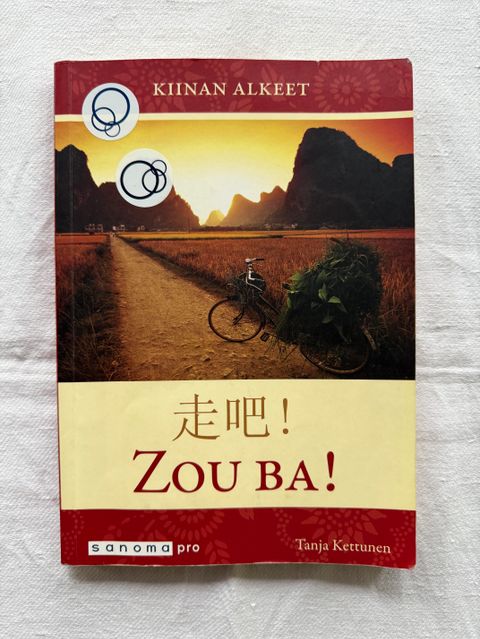 KIINAN ALKEET
走吧！
ZOU BA!
sanoma pro
Tanja Kettunen